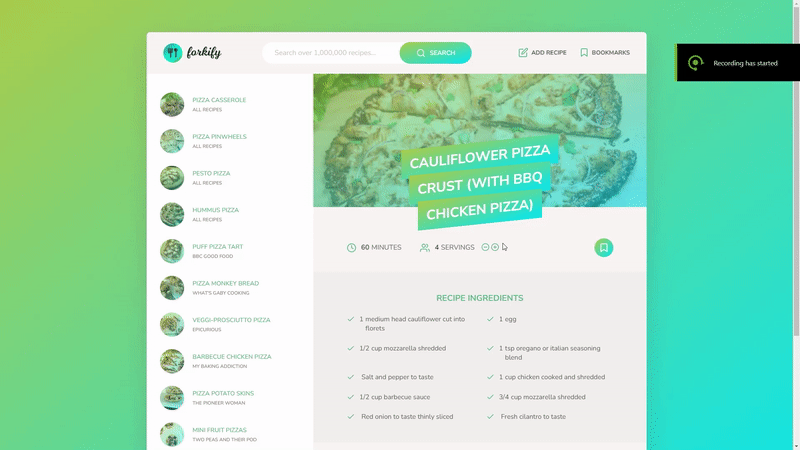 forkify
Search over 1,000,000 recipes...
SEARCH
ADD RECIPE
BOOKMARKS
Recording has started
PIZZA CASSEROLE
ALL RECIPES
PIZZA PINWHEELS
ALL RECIPES
PESTO PIZZA
ALL RECIPES
HUMMUS PIZZA
ALL RECIPES
PUFF PIZZA TART
BBC GOOD FOOD
PIZZA MONKEY BREAD
WHAT'S GABY COOKING
VEGGI-PROSCIUTTO PIZZA
EPICURIOUS
BARBECUE CHICKEN PIZZA
MY BAKING ADDICTION
PIZZA POTATO SKINS
THE PIONEER WOMAN
MINI FRUIT PIZZAS
TWO PEAS AND THEIR POD
CAULIFLOWER PIZZA
CRUST (WITH BBQ
CHICKEN PIZZA)
60 MINUTES
4 SERVINGS
RECIPE INGREDIENTS
1 medium head cauliflower cut into
florets
1 egg
1/2 cup mozzarella shredded
1 tsp oregano or italian seasoning
blend
Salt and pepper to taste
1 cup chicken cooked and shredded
1/2 cup barbecue sauce
3/4 cup mozzarella shredded
Red onion to taste thinly sliced
Fresh cilantro to taste